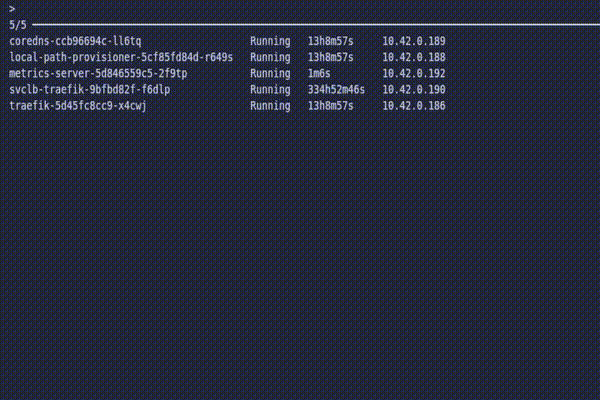 >
5/5
coredns-ccb96694c-ll6tq Running 13h8m57s 10.42.0.189
local-path-provisioner-5cf85fd84d-r649s Running 13h8m57s 10.42.0.188
metrics-server-5d846559c5-2f9tp Running 1m6s 10.42.0.192
svclb-traefik-9bfbd82f-f6dlp Running 334h52m46s 10.42.0.190
traefik-5d45fc8cc9-x4cwj Running 13h8m57s 10.42.0.186